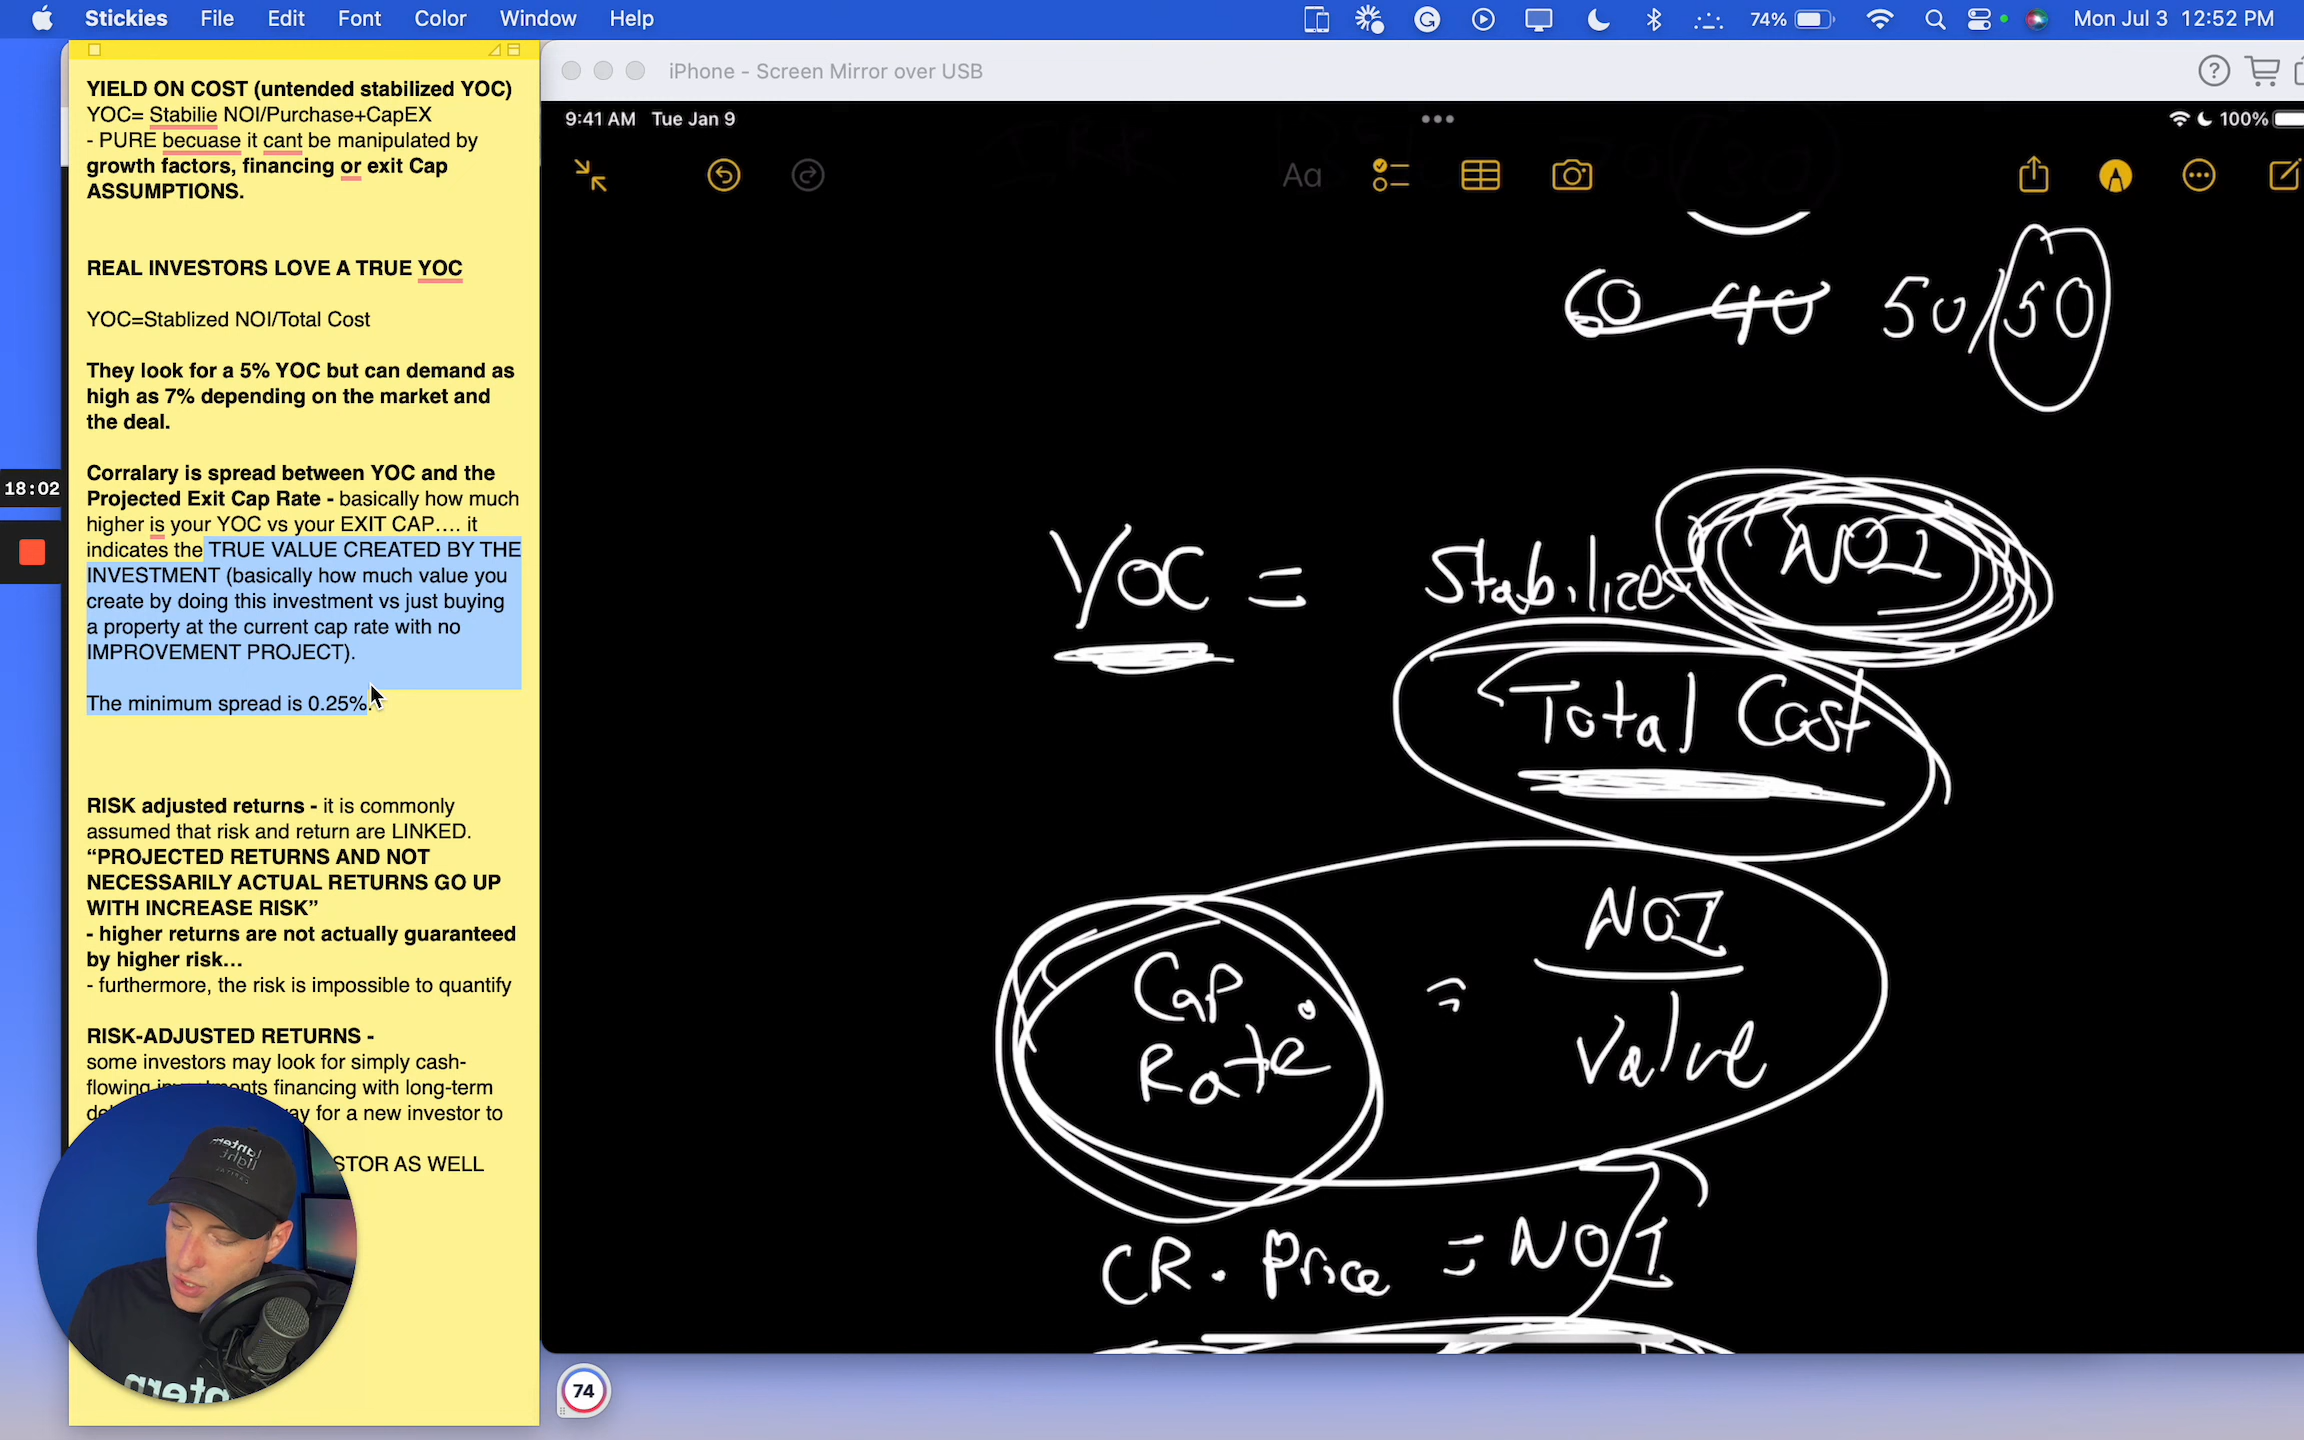 Stickies File Edit Font Color Window Help
74% Mon Jul 3 12:52 PM
YIELD ON COST (untended stabilized YOC)
YOC= Stabilie NOI/Purchase+CapEX
- PURE becuase it cant be manipulated by
growth factors, financing or exit Cap
ASSUMPTIONS.
REAL INVESTORS LOVE A TRUE YOC
YOC=Stablized NOI/Total Cost
They look for a 5% YOC but can demand as
high as 7% depending on the market and
the deal.
Corralary is spread between YOC and the
Projected Exit Cap Rate - basically how much
higher is your YOC vs your EXIT CAP.... it
indicates the TRUE VALUE CREATED BY THE
INVESTMENT (basically how much value you
create by doing this investment vs just buying
a property at the current cap rate with no
IMPROVEMENT PROJECT).
The minimum spread is 0.25%.
RISK adjusted returns - it is commonly
assumed that risk and return are LINKED.
“PROJECTED RETURNS AND NOT
NECESSARILY ACTUAL RETURNS GO UP
WITH INCREASE RISK”
- higher returns are not actually guaranteed
by higher risk...
- furthermore, the risk is impossible to quantify
RISK-ADJUSTED RETURNS -
some investors may look for simply cash-
flowing financing with long-term
for a new investor to
AS WELL
18:02
iPhone - Screen Mirror over USB
9:41 AM Tue Jan 9
100%
Aa
60 40 50/50
YOC = Stabilize NOI
Total Cost
Cap Rate = NOI
Value
CR. Price = NOI
74